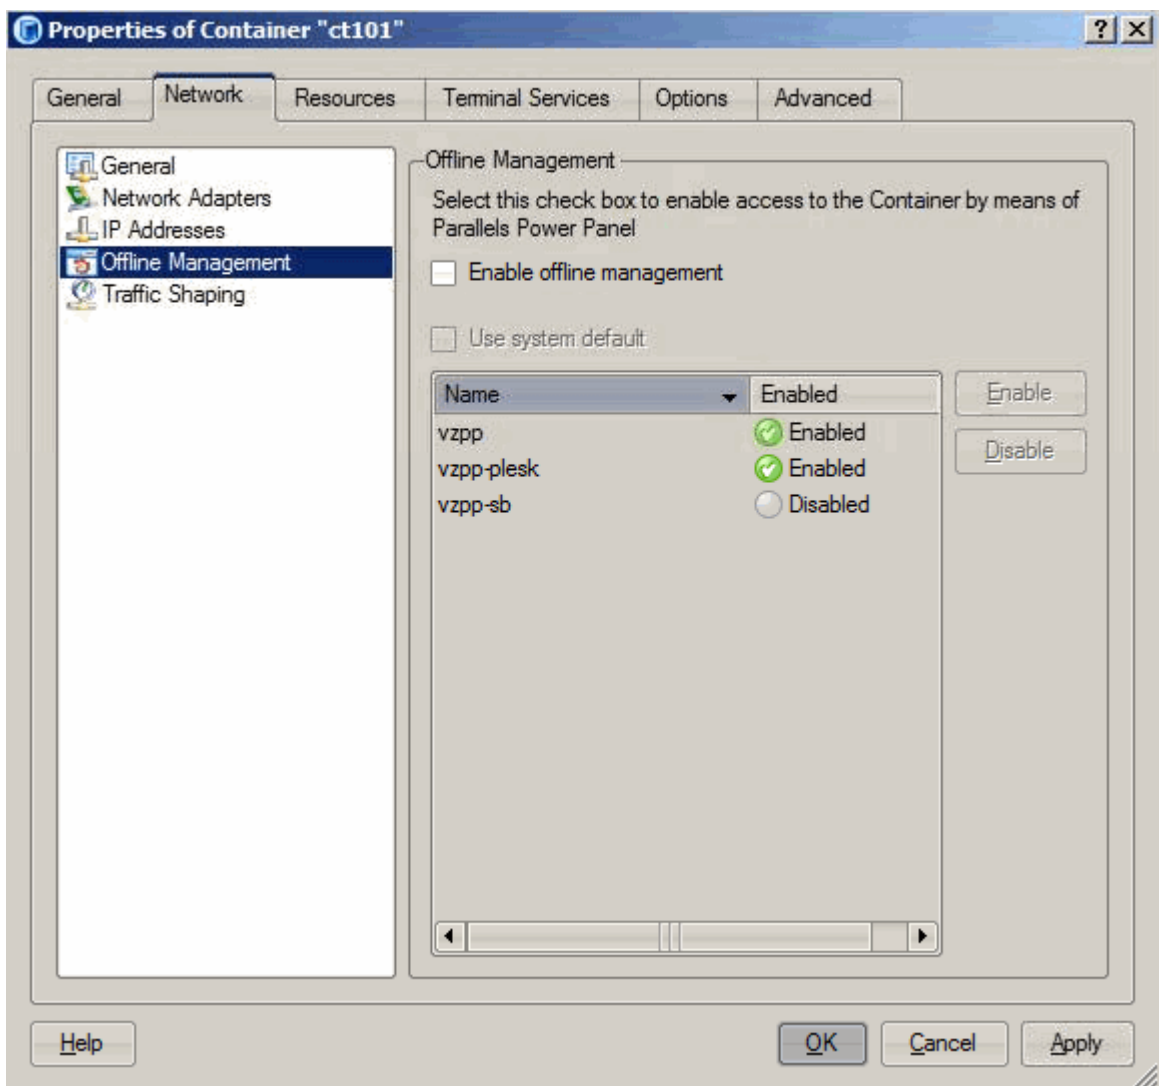 Properties of Container "ct101"
General
Network
Resources
Terminal Services
Options
Advanced
General
Network Adapters
IP Addresses
Offline Management
Traffic Shaping
Offline Management
Select this check box to enable access to the Container by means of
Parallels Power Panel
Enable offline management
Use system default
Name Enabled
vzpp Enabled
vzpp-plesk Enabled
vzpp-sb Disabled
Enable
Disable
Help
OK
Cancel
Apply